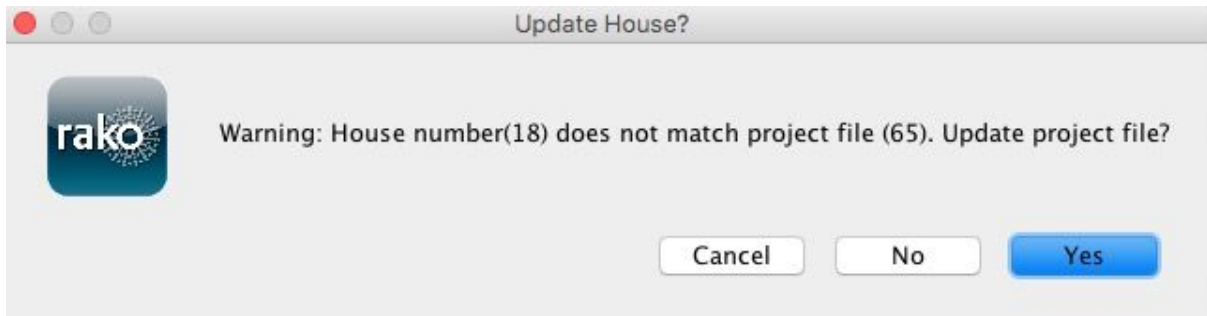 Update House?
rako
Warning: House number(18) does not match project file (65). Update project file?
Cancel No Yes